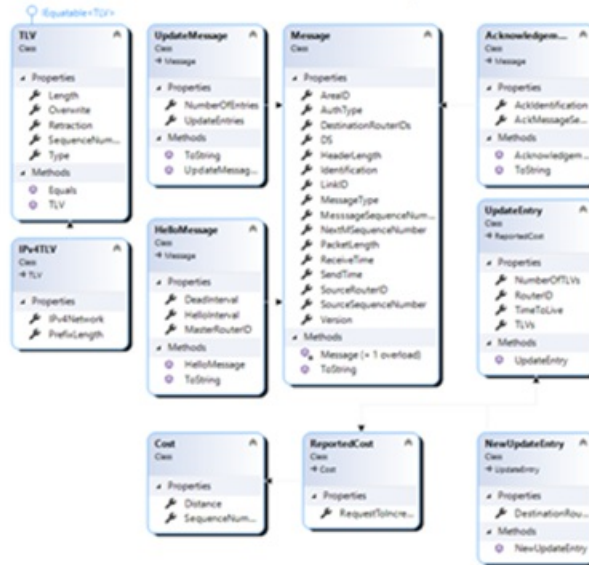 IEquatable<TLV>
TLV
Class
Properties
Length
Overwrite
Retraction
SequenceNum...
Type
Methods
Equals
TLV
IPv4TLV
Class
TLV
Properties
IPv4Network
PrefixLength
UpdateMessage
Class
Message
Properties
NumberOfEntries
UpdateEntries
Methods
ToString
UpdateMessag...
HelloMessage
Class
Message
Properties
DeadInterval
HelloInterval
MasterRouterID
Methods
HelloMessage
ToString
Message
Class
Properties
AreaID
AuthType
DestinationRouterIDs
DS
HeaderLength
Identification
LinkID
MessageType
MesssageSequenceNum...
NextMSequenceNumber
PacketLength
ReceiveTime
SendTime
SourceRouterID
SourceSequenceNumber
Version
Methods
Message (+ 1 overload)
ToString
Acknowledgem...
Class
Message
Properties
AckIdentification
AckMessageSe...
Methods
Acknowledgem...
ToString
UpdateEntry
Class
ReportedCost
Properties
NumberOfTLVs
RouterID
TimeToLive
TLVs
Methods
UpdateEntry
Cost
Class
Properties
Distance
SequenceNum...
ReportedCost
Class
Cost
Properties
RequestToIncre...
NewUpdateEntry
Class
UpdateEntry
Properties
DestinationRou...
Methods
NewUpdateEntry